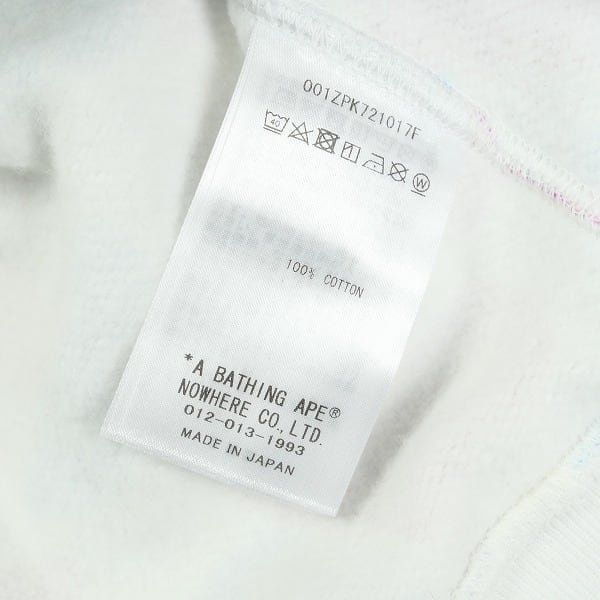 001ZPK721017F
40
W
100% COTTON
*A BATHING APE®
NOWHERE CO., LTD.
012-013-1993
MADE IN JAPAN